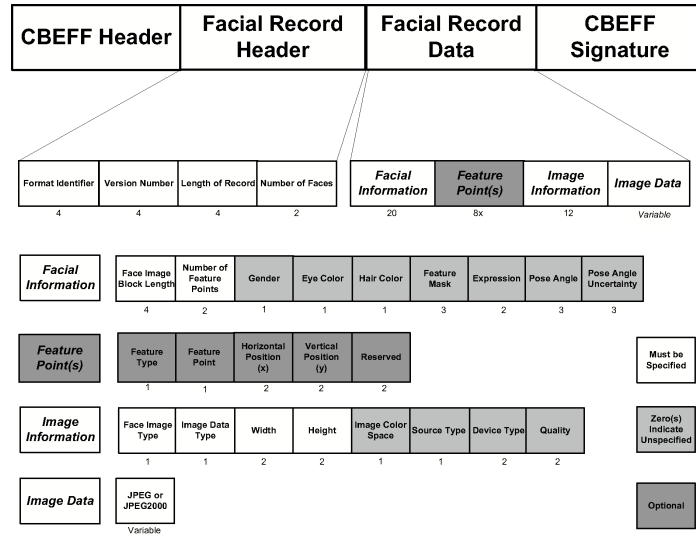 CBEFF Header
Facial Record
Header
Facial Record
Data
CBEFF
Signature
Format Identifier
Version Number
Length of Record
Number of Faces
Facial
Information
Feature
Point(s)
Image
Information
Image Data
4
4
4
2
20
8x
12
Variable
Facial
Information
Face Image
Block Length
Number of
Feature
Points
Gender
Eye Color
Hair Color
Feature
Mask
Expression
Pose Angle
Pose Angle
Uncertainty
4
2
1
1
1
3
2
3
3
Feature
Point(s)
Feature
Type
Feature
Point
Horizontal
Position
(x)
Vertical
Position
(y)
Reserved
1
1
2
2
2
Must be
Specified
Image
Information
Face Image
Type
Image Data
Type
Width
Height
Image Color
Space
Source Type
Device Type
Quality
1
1
2
2
1
1
2
2
Zero(s)
Indicate
Unspecified
Image Data
JPEG or
JPEG2000
Variable
Optional